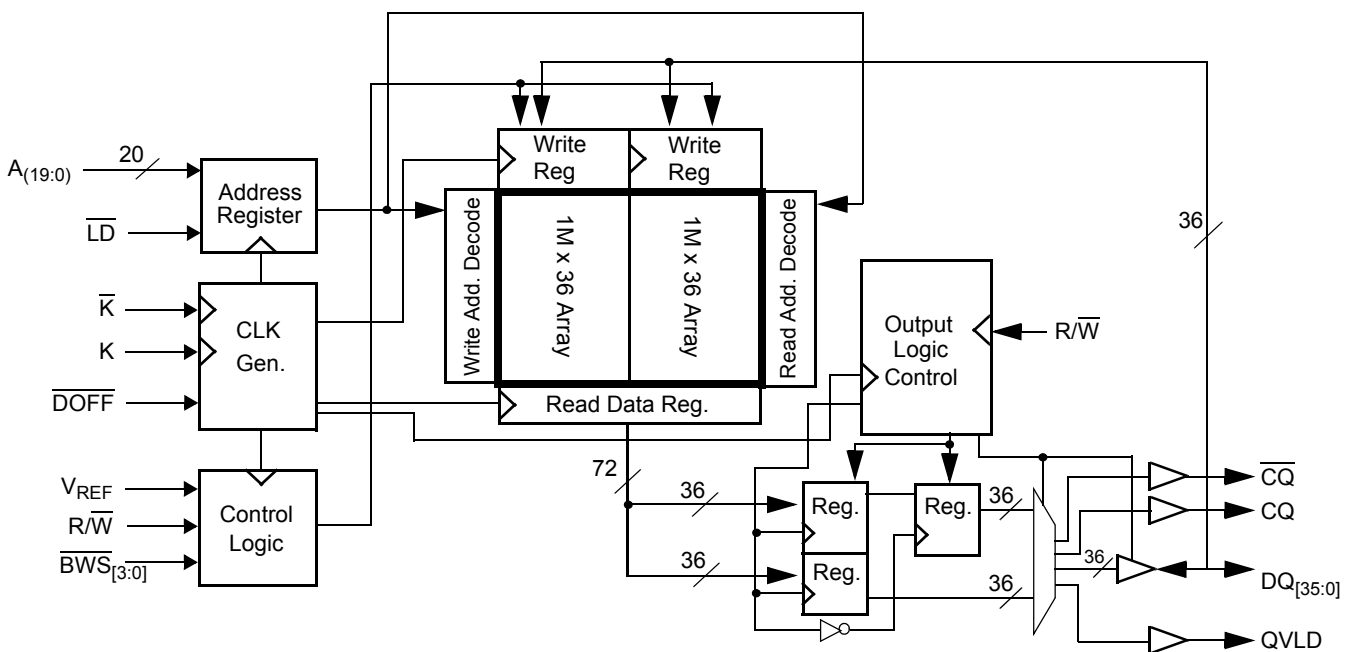 A(19:0)
20
LD
K
K
DOFF
VREF
R/W
BWS[3:0]
Address
Register
CLK
Gen.
Control
Logic
Write
Reg
Write
Reg
Write Add. Decode
1M x 36 Array
1M x 36 Array
Read Add. Decode
Read Data Reg.
72
36
36
Output
Logic
Control
R/W
36
Reg.
Reg.
Reg.
36
36
36
CQ
CQ
DQ[35:0]
QVLD